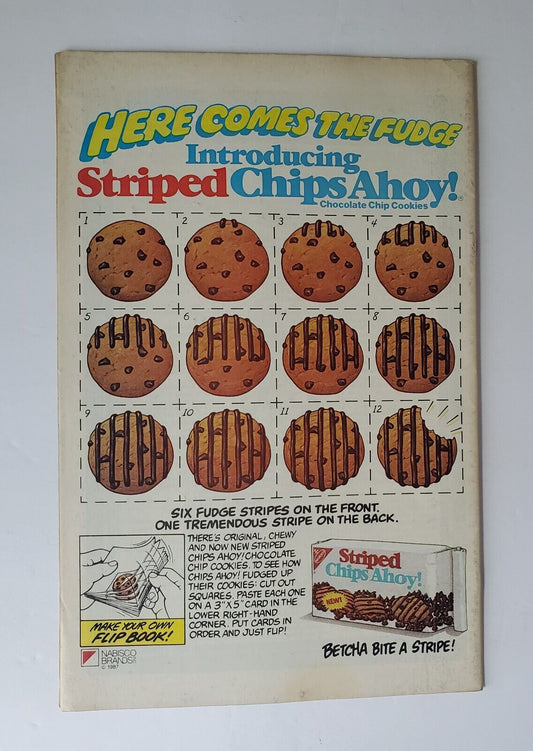 HERE COMES THE FUDGE
Introducing
Striped Chips Ahoy!®
Chocolate Chip Cookies
1 2 3 4
5 6 7 8
9 10 11 12
SIX FUDGE STRIPES ON THE FRONT.
ONE TREMENDOUS STRIPE ON THE BACK.
THERE'S ORIGINAL, CHEWY
AND NOW NEW STRIPED
CHIPS AHOY! CHOCOLATE
CHIP COOKIES. TO SEE HOW
CHIPS AHOY! FUDGED UP
THEIR COOKIES: CUT OUT
SQUARES. PASTE EACH ONE
ON A 3"X 5" CARD IN THE
LOWER RIGHT-HAND
CORNER. PUT CARDS IN
ORDER AND JUST FLIP!
MAKE YOUR OWN
FLIP BOOK!
NABISCO
BRANDS
© 1987
Striped
Chips Ahoy!
NEW!
BETCHA BITE A STRIPE!